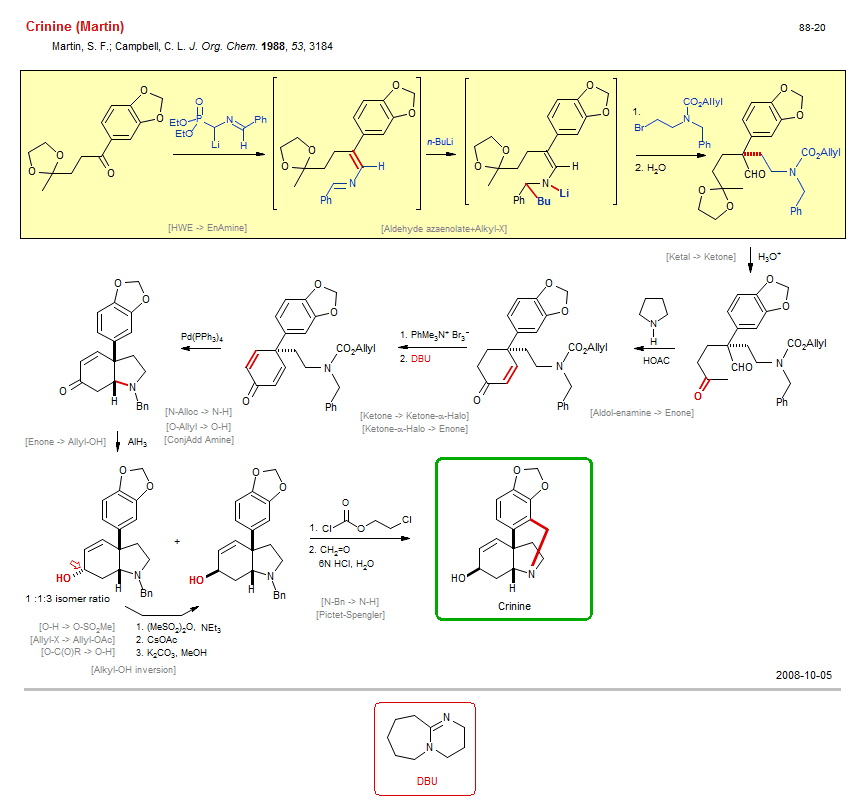 Crinine (Martin)
88-20
Martin, S. F.; Campbell, C. L. J. Org. Chem. 1988, 53, 3184
O
O
O
O
O
EtO
EtO
O
P
N
Li
H
Ph
[HWE -> EnAmine]
O
O
O
O
H
N
Ph
n-BuLi
O
O
O
O
H
N
Li
Bu
Ph
[Aldehyde azaenolate+Alkyl-X]
1.
CO₂Allyl
Br
N
Ph
2. H₂O
O
O
CHO
CO₂Allyl
N
O
O
Ph
[Ketal -> Ketone]
H₃O⁺
O
O
CO₂Allyl
CHO
N
O
Ph
N
H
HOAC
[Aldol-enamine -> Enone]
O
O
CO₂Allyl
N
O
Ph
1. PhMe₃N⁺ Br₃⁻
2. DBU
[Ketone -> Ketone-α-Halo]
[Ketone-α-Halo -> Enone]
O
O
CO₂Allyl
N
O
Ph
Pd(PPh₃)₄
[N-Alloc -> N-H]
[O-Allyl -> O-H]
[ConjAdd Amine]
O
O
O
N
H
Bn
[Enone -> Allyl-OH]
AlH₃
O
O
HO
N
H
Bn
1 :1:3 isomer ratio
+
O
O
HO
N
H
Bn
[O-H -> O-SO₂Me]
[Allyl-X -> Allyl-OAc]
[O-C(O)R -> O-H]
1. (MeSO₂)₂O, NEt₃
2. CsOAc
3. K₂CO₃, MeOH
[Alkyl-OH inversion]
O
1. Cl
O
Cl
2. CH₂=O
6N HCl, H₂O
[N-Bn -> N-H]
[Pictet-Spengler]
O
O
HO
N
H
Crinine
2008-10-05
N
N
DBU